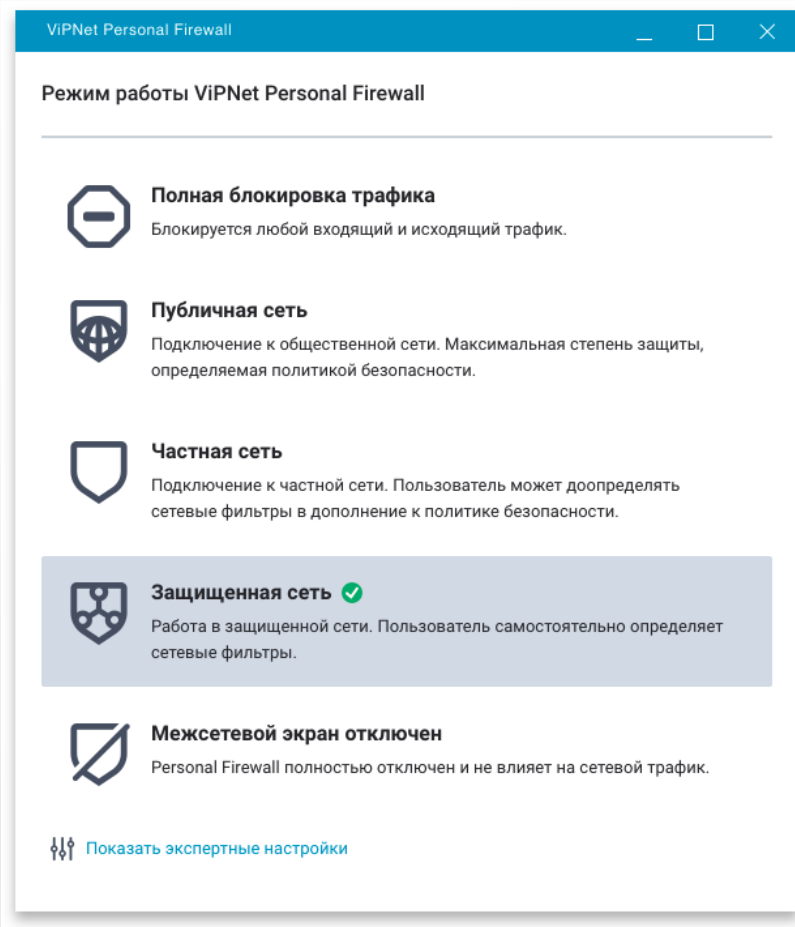 ViPNet Personal Firewall
Режим работы ViPNet Personal Firewall
Полная блокировка трафика
Блокируется любой входящий и исходящий трафик.
Публичная сеть
Подключение к общественной сети. Максимальная степень защиты,
определяемая политикой безопасности.
Частная сеть
Подключение к частной сети. Пользователь может доопределять
сетевые фильтры в дополнение к политике безопасности.
Защищенная сеть
Работа в защищенной сети. Пользователь самостоятельно определяет
сетевые фильтры.
Межсетевой экран отключен
Personal Firewall полностью отключен и не влияет на сетевой трафик.
Показать экспертные настройки